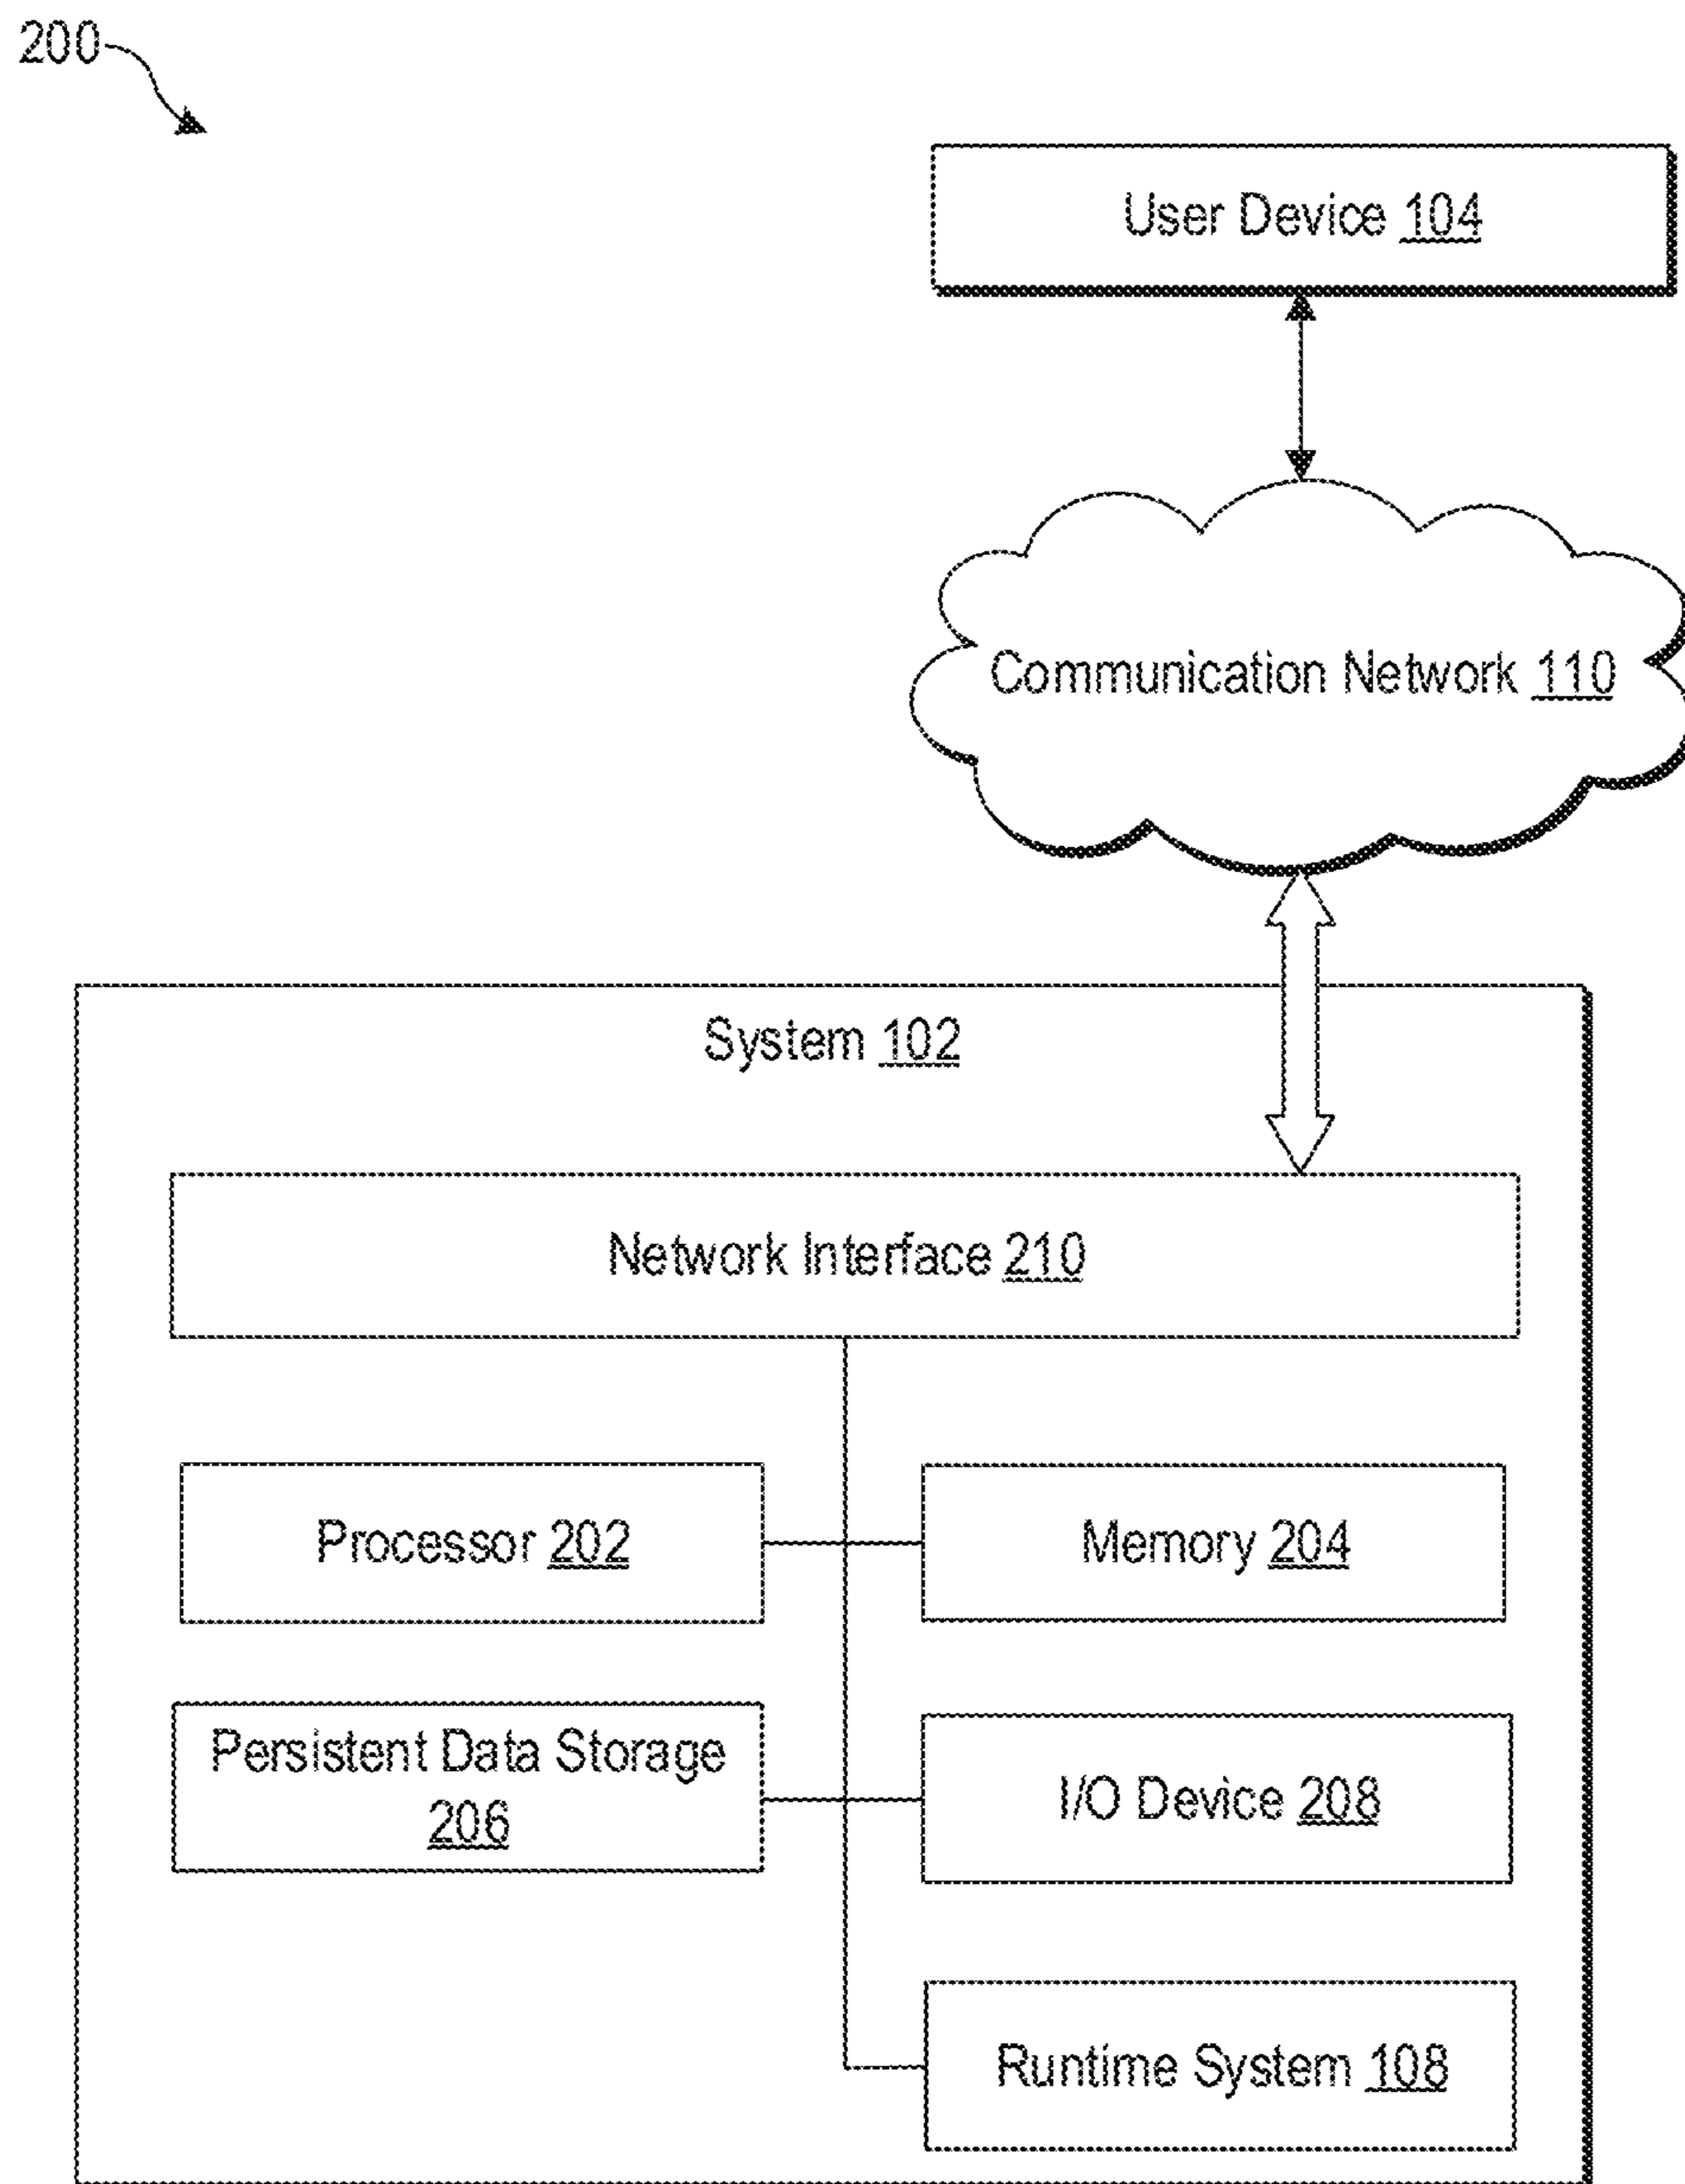 200
User Device 104
Communication Network 110
System 102
Network Interface 210
Processor 202
Memory 204
Persistent Data Storage
206
I/O Device 208
Runtime System 108